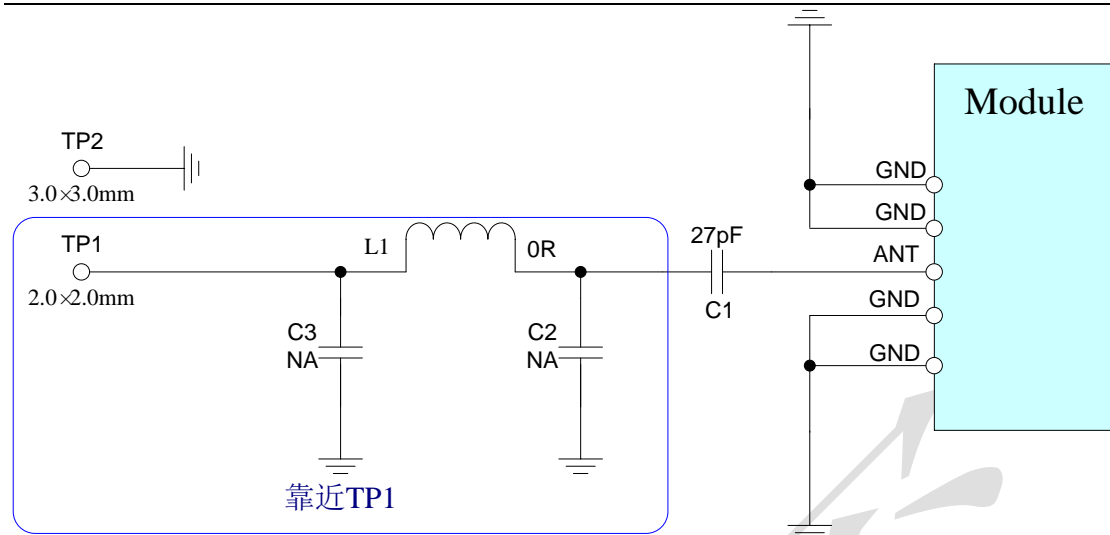 Module
TP2
3.0×3.0mm
GND
GND
TP1
L1
0R
27pF
ANT
2.0×2.0mm
C1
GND
C3
NA
C2
NA
GND
靠近TP1